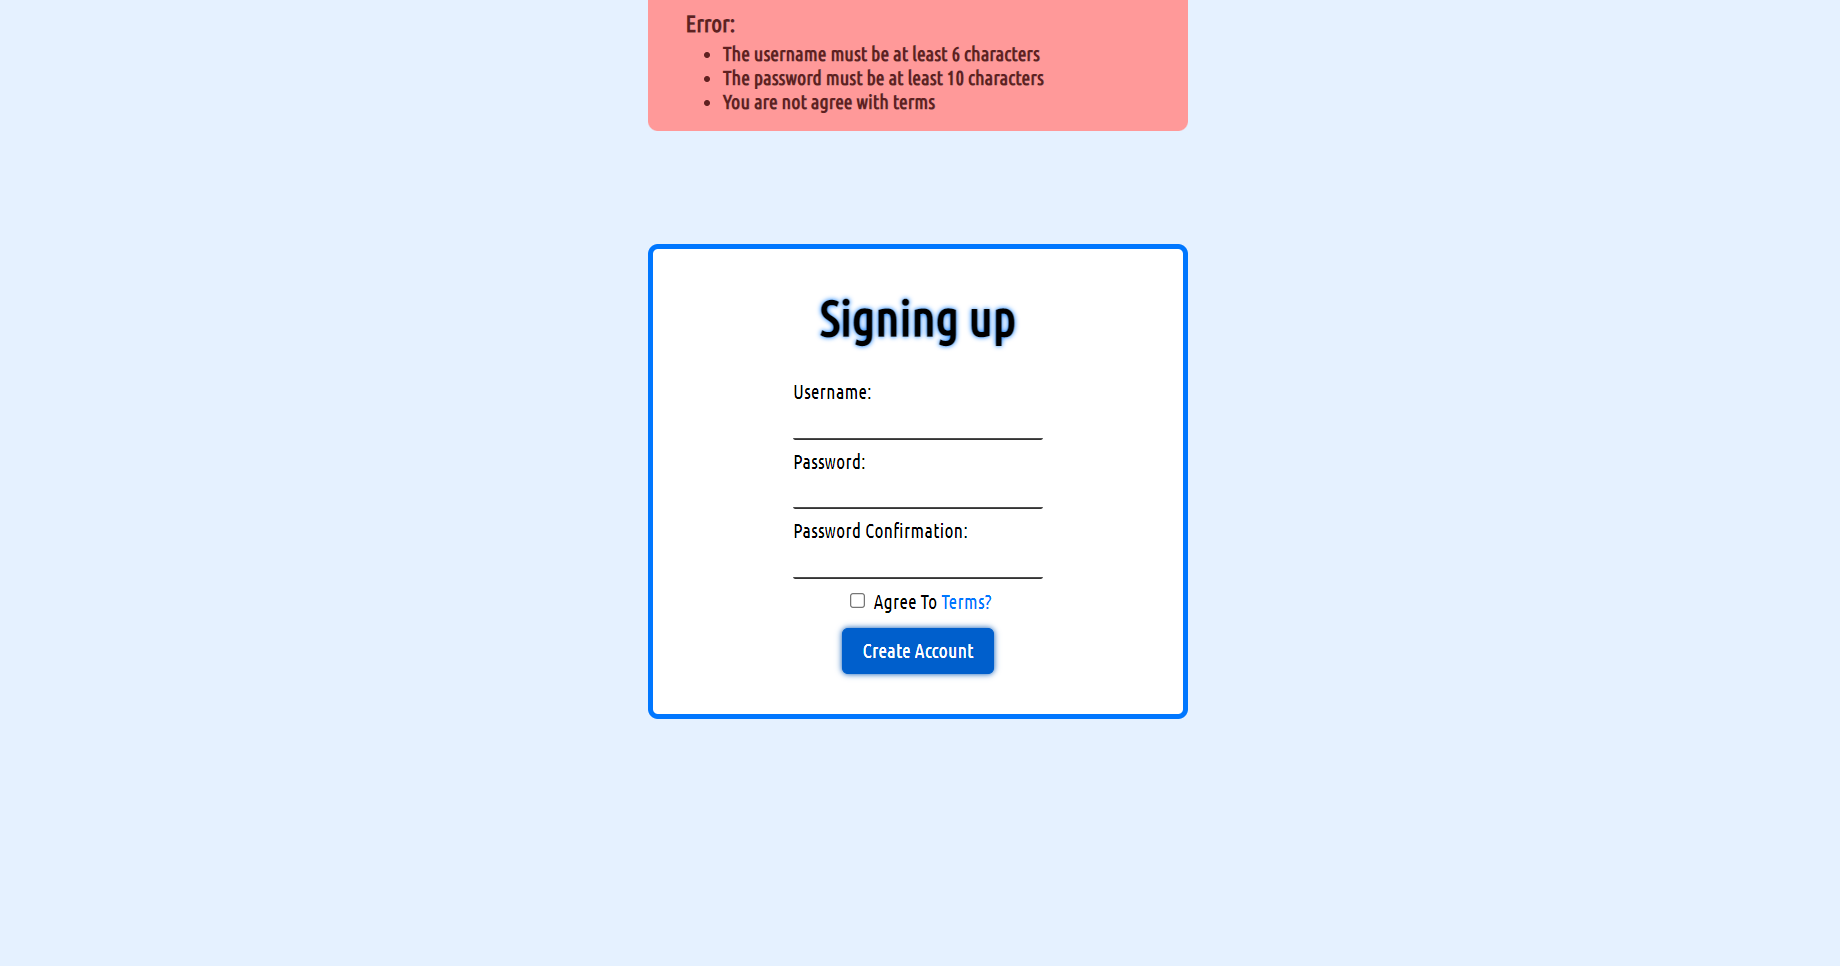 Error:
• The username must be at least 6 characters
• The password must be at least 10 characters
• You are not agree with terms
Signing up
Username:
Password:
Password Confirmation:
Agree To Terms?
Create Account